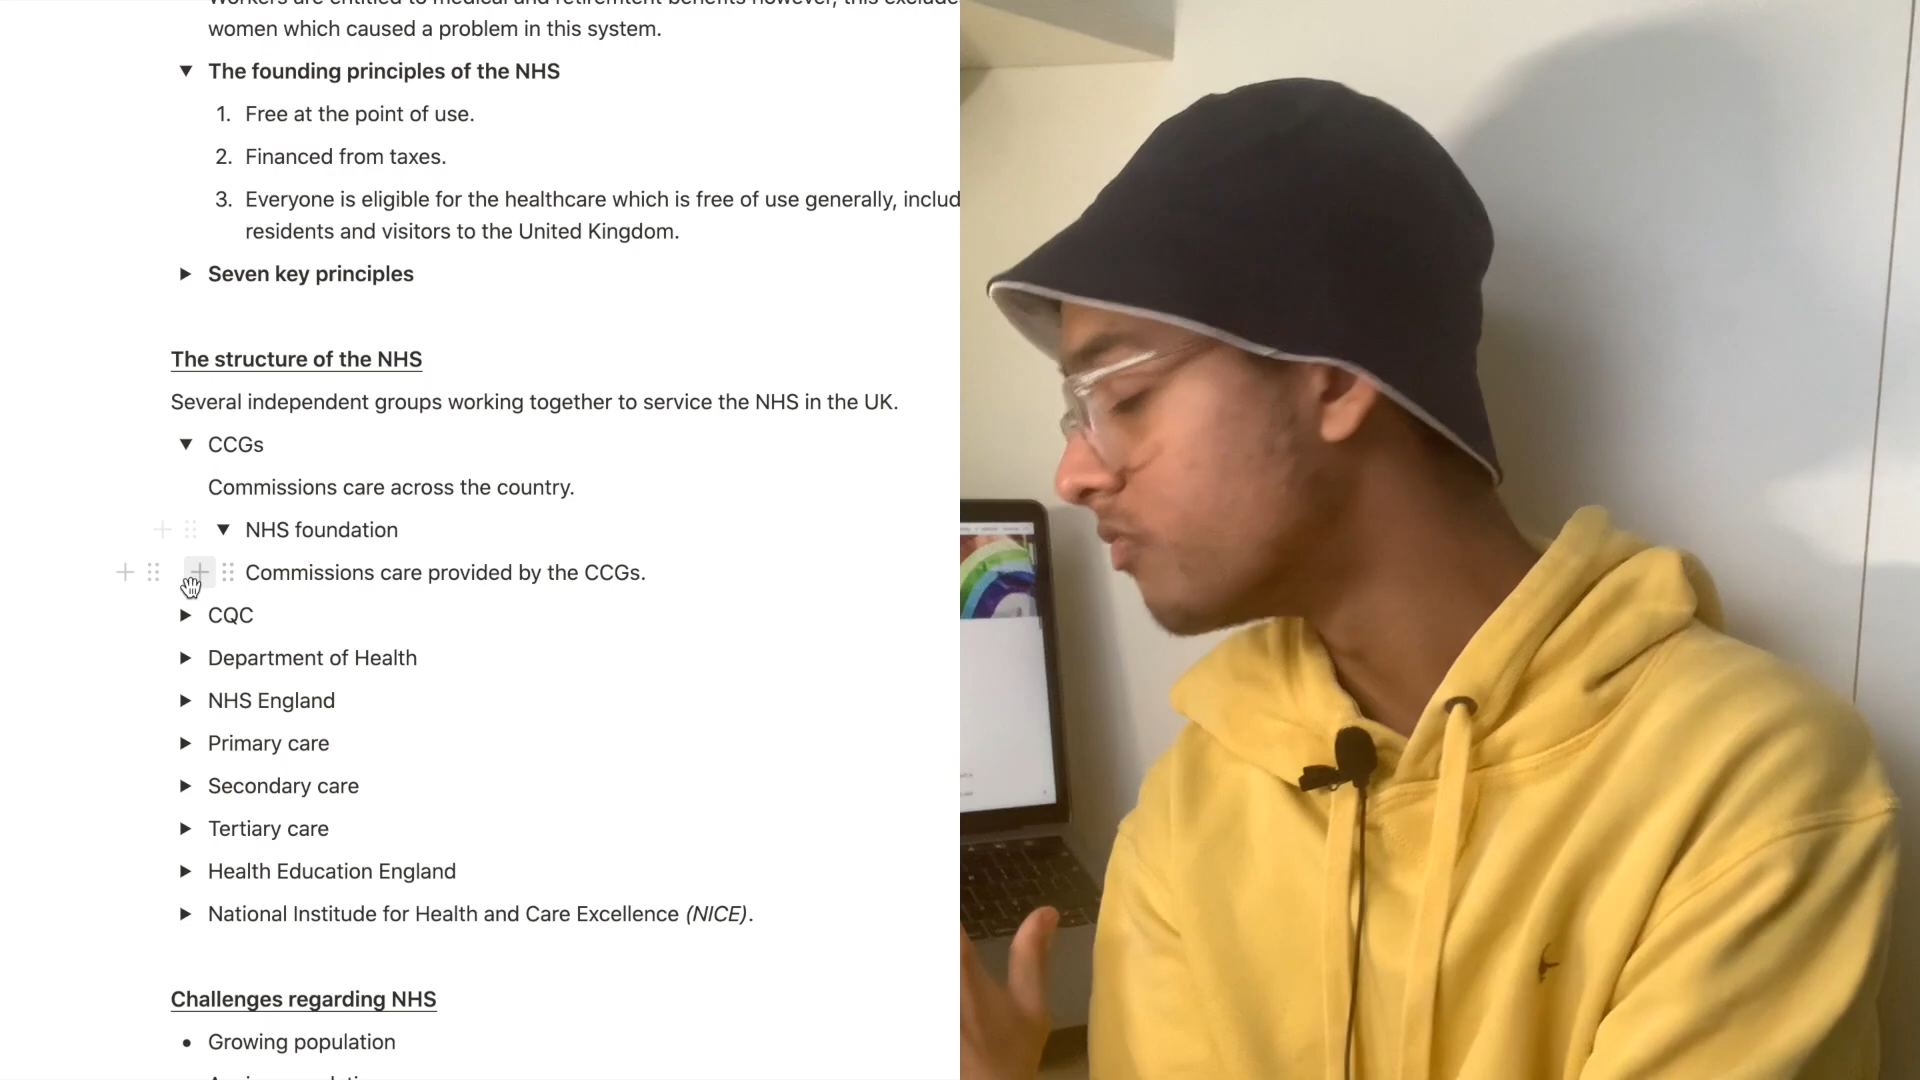 women which caused a problem in this system.
The founding principles of the NHS
1. Free at the point of use.
2. Financed from taxes.
3. Everyone is eligible for the healthcare which is free of use generally, includ
residents and visitors to the United Kingdom.
Seven key principles
The structure of the NHS
Several independent groups working together to service the NHS in the UK.
CCGs
Commissions care across the country.
NHS foundation
Commissions care provided by the CCGs.
CQC
Department of Health
NHS England
Primary care
Secondary care
Tertiary care
Health Education England
National Institude for Health and Care Excellence (NICE).
Challenges regarding NHS
• Growing population